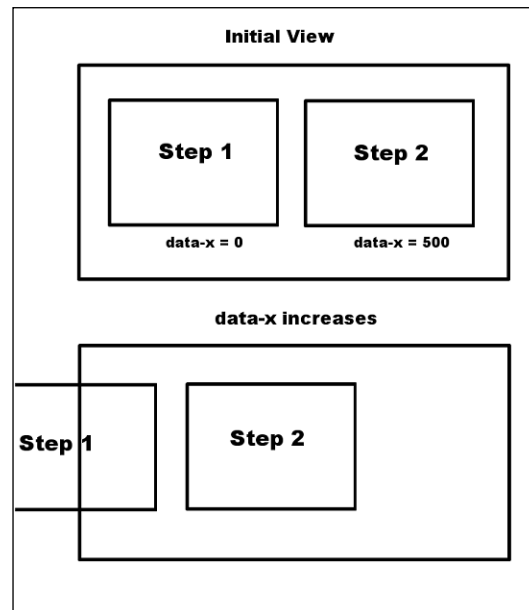 Initial View
Step 1
Step 2
data-x = 0
data-x = 500
data-x increases
Step 1
Step 2